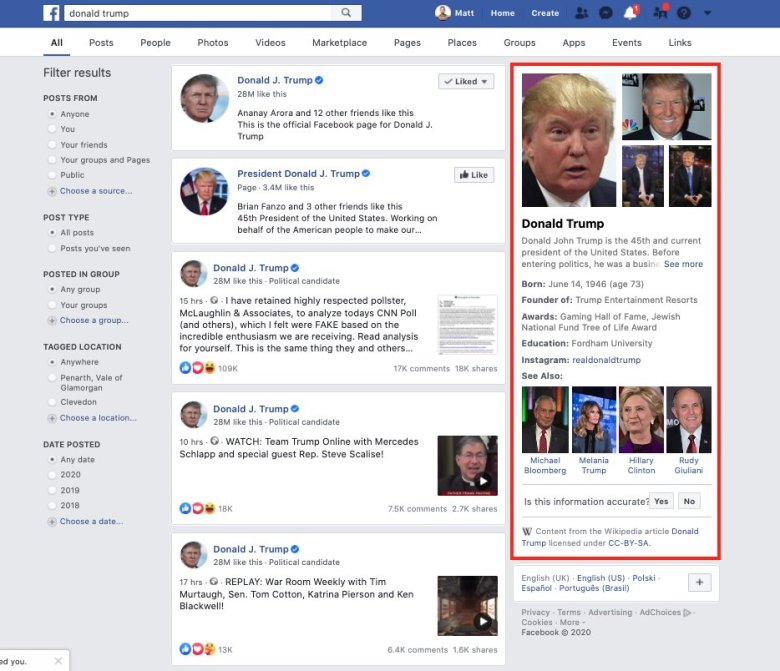 donald trump
Matt
Home
Create
1
All
Posts
People
Photos
Videos
Marketplace
Pages
Places
Groups
Apps
Events
Links
Filter results
POSTS FROM
Anyone
You
Your friends
Your groups and Pages
Public
Choose a source...
POST TYPE
All posts
Posts you've seen
POSTED IN GROUP
Any group
Your groups
Choose a group...
TAGGED LOCATION
Anywhere
Penarth, Vale of
Glamorgan
Clevedon
Choose a location...
DATE POSTED
Any date
2020
2019
2018
Choose a date...
Donald J. Trump
28M like this
Liked
Ananay Arora and 12 other friends like this
This is the official Facebook page for Donald J.
Trump
President Donald J. Trump
Page · 3.4M like this
Like
Brian Fanzo and 3 other friends like this
45th President of the United States. Working on
behalf of the American people to make our...
Donald J. Trump
28M like this · Political candidate
15 hrs · · I have retained highly respected pollster,
McLaughlin & Associates, to analyze todays CNN Poll
(and others), which I felt were FAKE based on the
incredible enthusiasm we are receiving. Read analysis
for yourself. This is the same thing they and others...
109K
17K comments 18K shares
Donald J. Trump
28M like this · Political candidate
10 hrs · · WATCH: Team Trump Online with Mercedes
Schlapp and special guest Rep. Steve Scalise!
18K
7.5K comments 2.7K shares
Donald J. Trump
28M like this · Political candidate
17 hrs · · REPLAY: War Room Weekly with Tim
Murtaugh, Sen. Tom Cotton, Katrina Pierson and Ken
Blackwell!
13K
6.4K comments 1.6K shares
Donald Trump
Donald John Trump is the 45th and current
president of the United States. Before
entering politics, he was a busin See more
Born: June 14, 1946 (age 73)
Founder of: Trump Entertainment Resorts
Awards: Gaming Hall of Fame, Jewish
National Fund Tree of Life Award
Education: Fordham University
Instagram: realdonaldtrump
See Also:
Michael
Bloomberg
Melania
Trump
Hillary
Clinton
Rudy
Giuliani
Is this information accurate?
Yes
No
W Content from the Wikipedia article Donald
Trump licensed under CC-BY-SA.
English (UK) · English (US) · Polski ·
Español · Português (Brasil)
Privacy · Terms · Advertising · AdChoices ·
Cookies · More
Facebook © 2020
ed you.